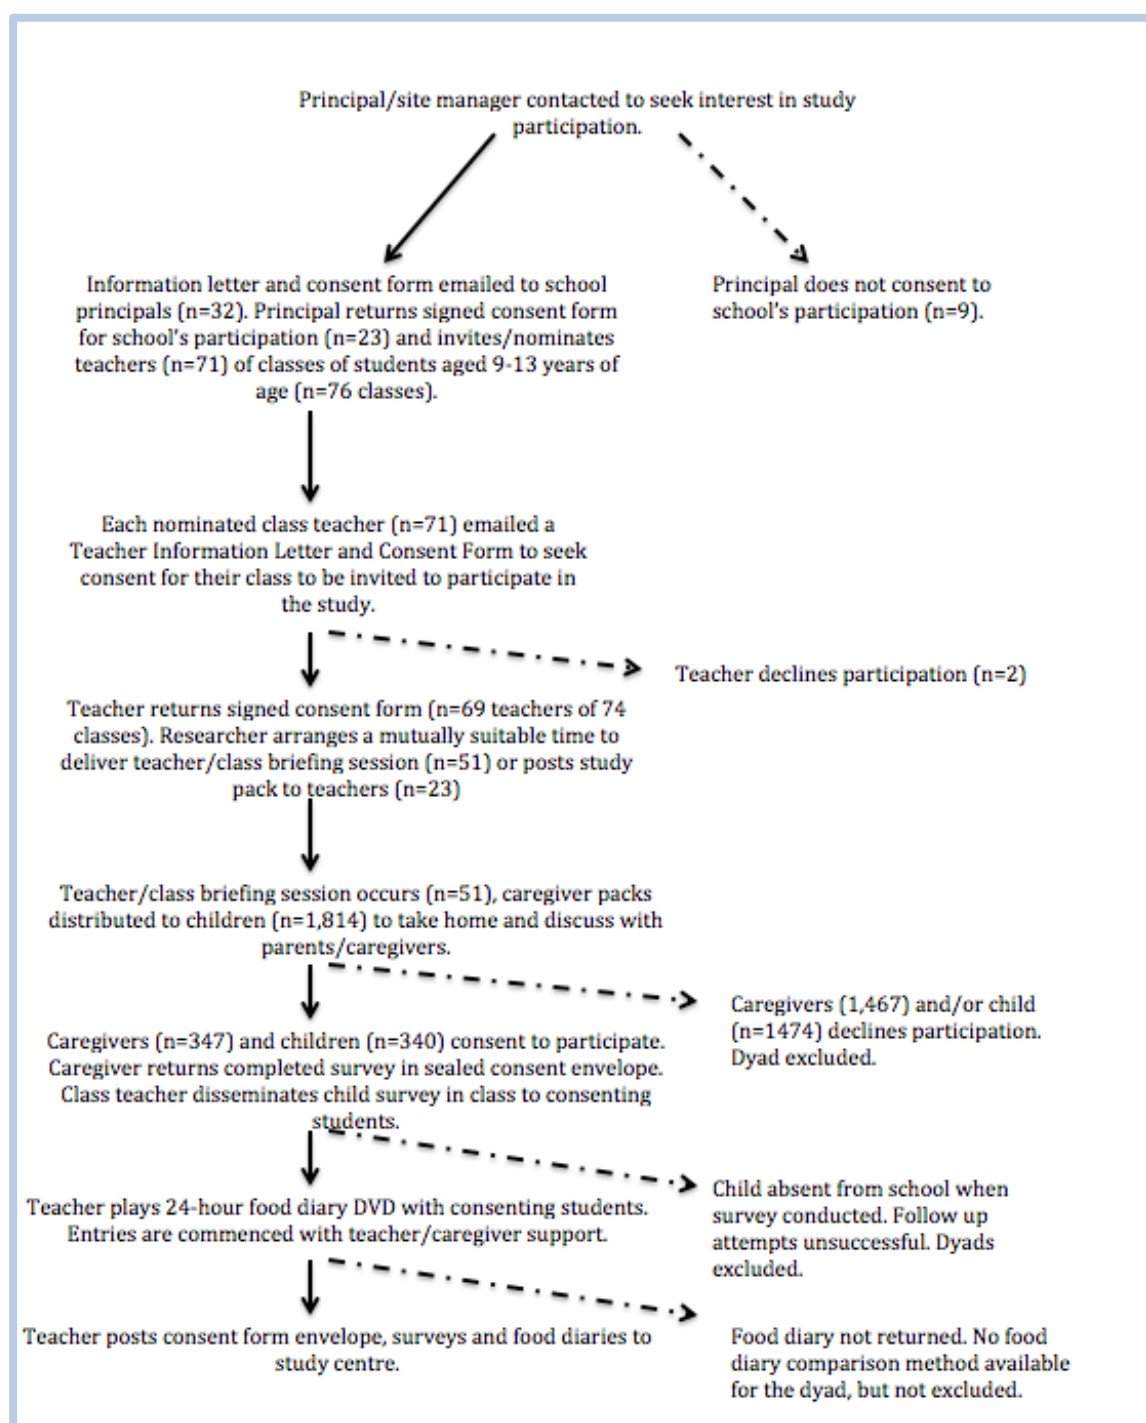 Principal/site manager contacted to seek interest in study
participation.
Information letter and consent form emailed to school
principals (n=32). Principal returns signed consent form
for school's participation (n=23) and invites/nominates
teachers (n=71) of classes of students aged 9-13 years of
age (n=76 classes).
Principal does not consent to
school's participation (n=9).
Each nominated class teacher (n=71) emailed a
Teacher Information Letter and Consent Form to seek
consent for their class to be invited to participate in
the study.
Teacher declines participation (n=2)
Teacher returns signed consent form (n=69 teachers of 74
classes). Researcher arranges a mutually suitable time to
deliver teacher/class briefing session (n=51) or posts study
pack to teachers (n=23)
Teacher/class briefing session occurs (n=51), caregiver packs
distributed to children (n=1,814) to take home and discuss with
parents/caregivers.
Caregivers (1,467) and/or child
(n=1474) declines participation.
Dyad excluded.
Caregivers (n=347) and children (n=340) consent to participate.
Caregiver returns completed survey in sealed consent envelope.
Class teacher disseminates child survey in class to consenting
students.
Child absent from school when
survey conducted. Follow up
attempts unsuccessful. Dyads
excluded.
Teacher plays 24-hour food diary DVD with consenting students.
Entries are commenced with teacher/caregiver support.
Food diary not returned. No food
diary comparison method available
for the dyad, but not excluded.
Teacher posts consent form envelope, surveys and food diaries to
study centre.